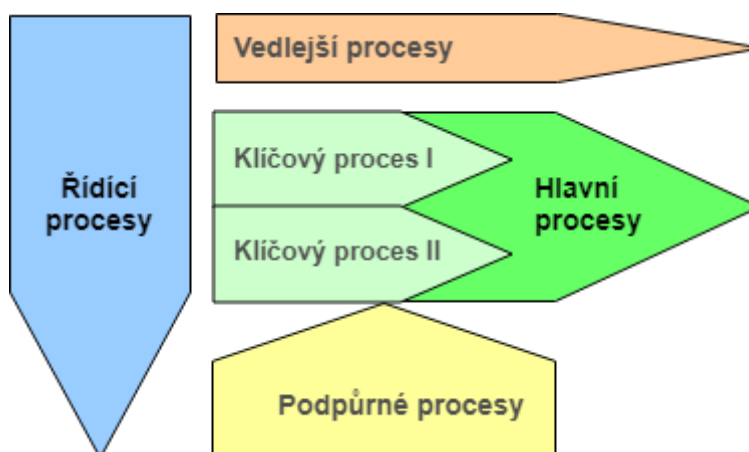 Vedlejší procesy
Řídící
procesy
Klíčový proces I
Klíčový proces II
Hlavní
procesy
Podpůrné procesy